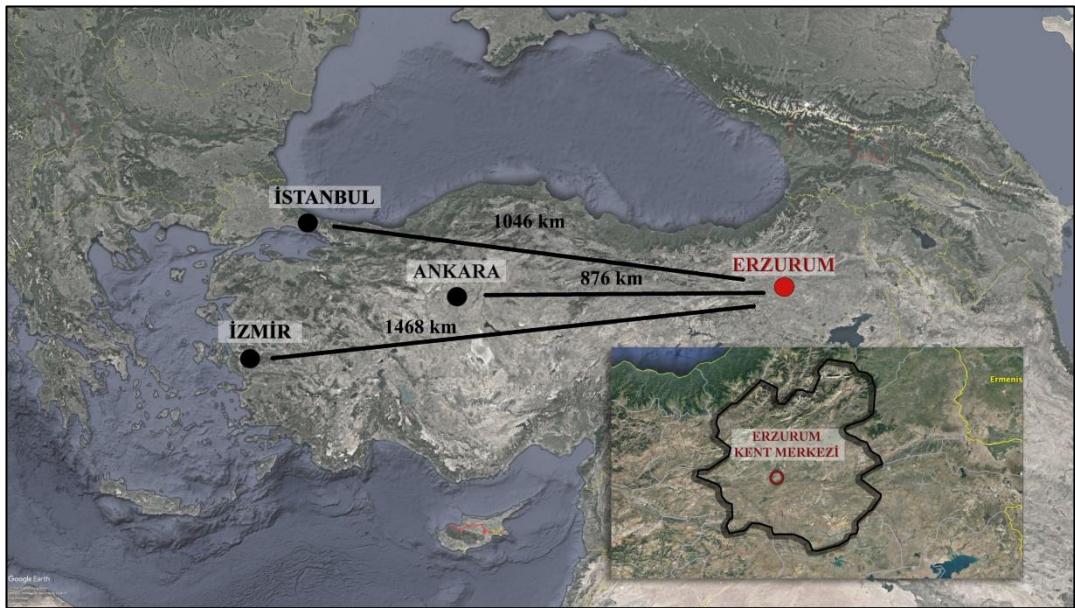 İSTANBUL
1046 km
ERZURUM
ANKARA
876 km
1468 km
İZMİR
Ermenis
ERZURUM
KENT MERKEZİ
Google Earth